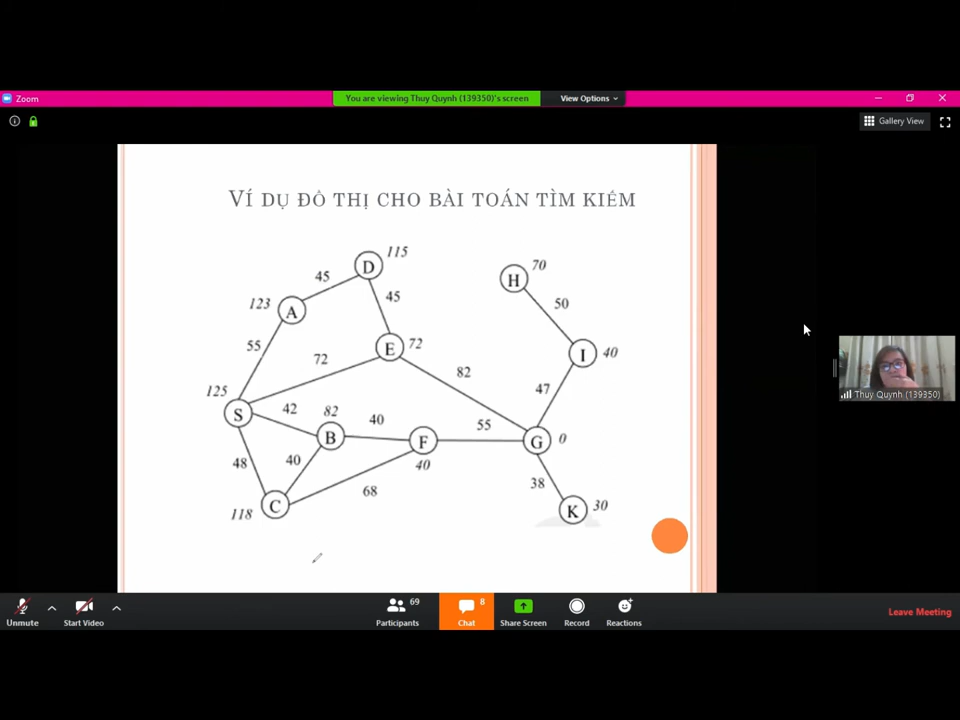 Zoom
You are viewing Thuy Quynh (139350)'s screen
View Options
Gallery View
VÍ DỤ ĐỒ THỊ CHO BÀI TOÁN TÌM KIẾM
D 115
H 70
45
45
50
123 A
55
72
E 72
I 40
82
47
125
S
42
82
B
40
F
40
55
G 0
48
40
68
38
C
118
K 30
Thuy Quynh (139350)
Unmute
Start Video
Participants 69
Chat 8
Share Screen
Record
Reactions
Leave Meeting